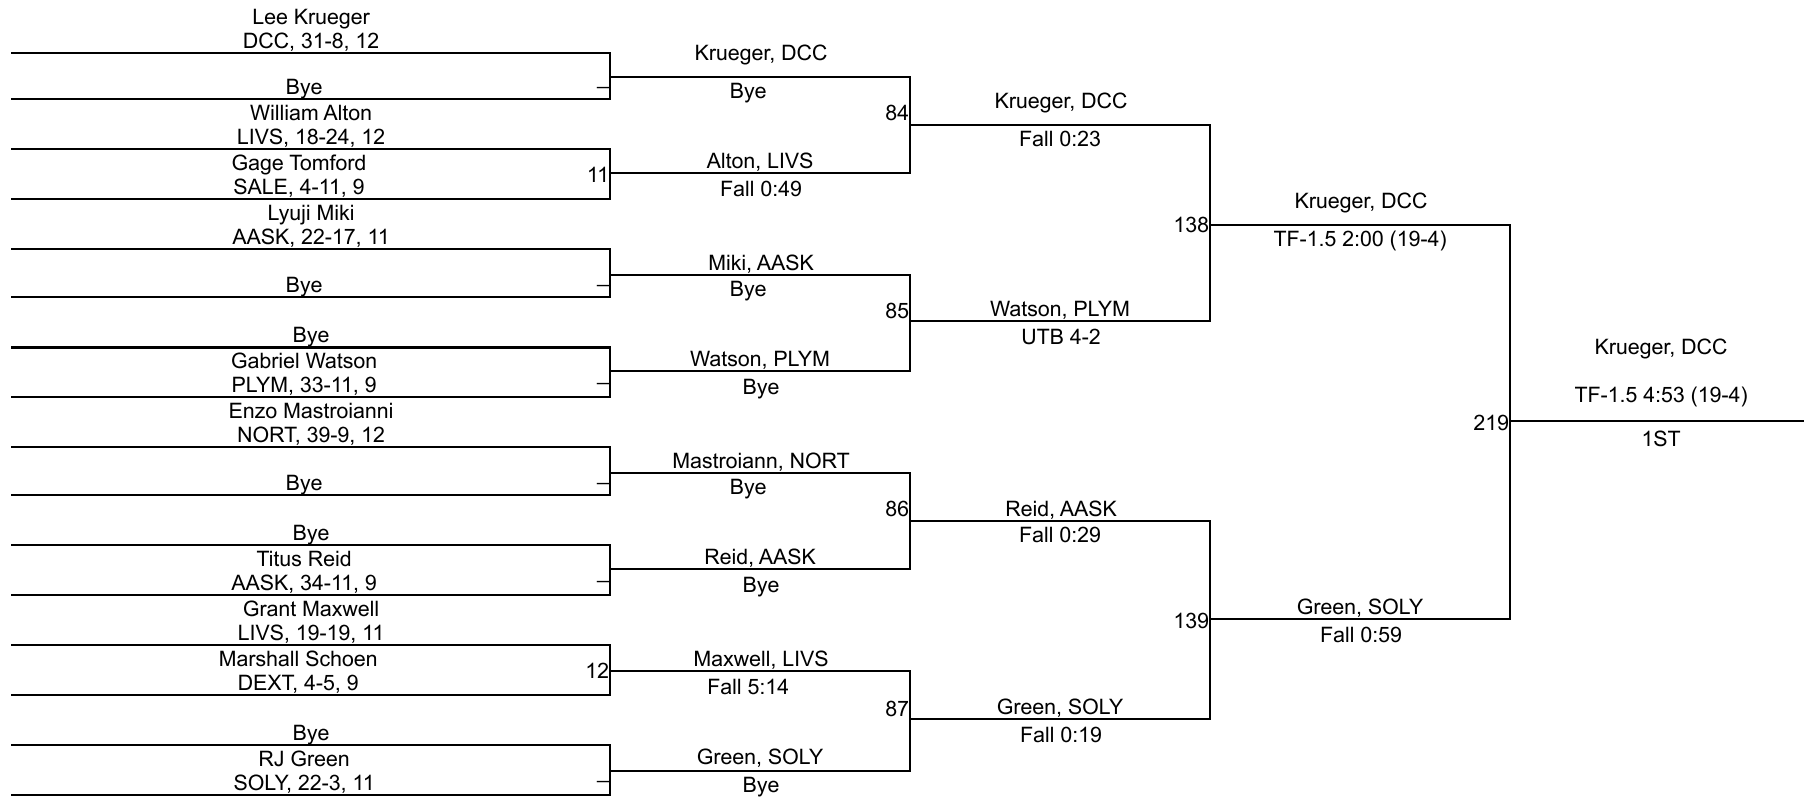 Lee Krueger
DCC, 31-8, 12
Bye
William Alton
LIVS, 18-24, 12
Gage Tomford
SALE, 4-11, 9
Lyuji Miki
AASK, 22-17, 11
Bye
Bye
Gabriel Watson
PLYM, 33-11, 9
Enzo Mastroianni
NORT, 39-9, 12
Bye
Bye
Titus Reid
AASK, 34-11, 9
Grant Maxwell
LIVS, 19-19, 11
Marshall Schoen
DEXT, 4-5, 9
Bye
RJ Green
SOLY, 22-3, 11
11
12
Krueger, DCC
Bye
Alton, LIVS
Fall 0:49
Miki, AASK
Bye
Watson, PLYM
Bye
Mastroiann, NORT
Bye
Reid, AASK
Bye
Maxwell, LIVS
Fall 5:14
Green, SOLY
Bye
84
85
86
87
Krueger, DCC
Fall 0:23
Watson, PLYM
UTB 4-2
Reid, AASK
Fall 0:29
Green, SOLY
Fall 0:19
138
139
Krueger, DCC
TF-1.5 2:00 (19-4)
Green, SOLY
Fall 0:59
219
Krueger, DCC
TF-1.5 4:53 (19-4)
1ST